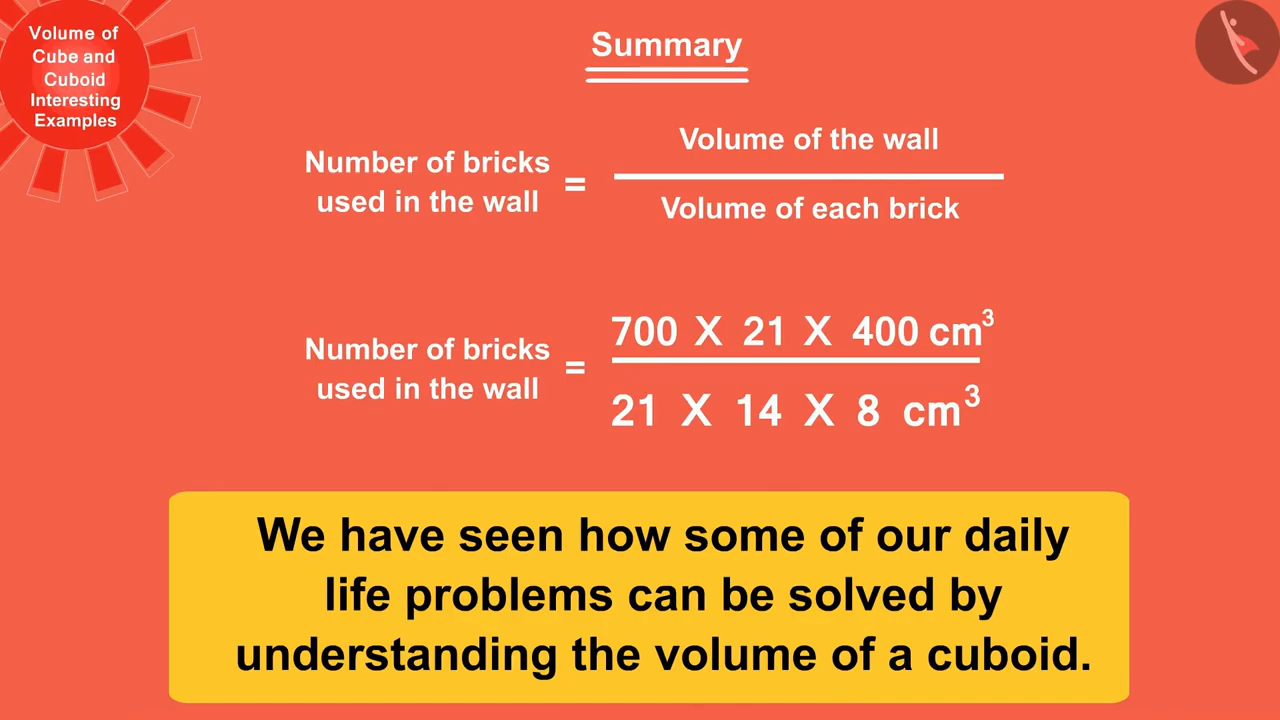 Volume of
Cube and
Cuboid
Interesting
Examples
Summary
Number of bricks
used in the wall
=
Volume of the wall
Volume of each brick
Number of bricks
used in the wall
=
700 X 21 X 400 cm³
21 X 14 X 8 cm³
We have seen how some of our daily
life problems can be solved by
understanding the volume of a cuboid.